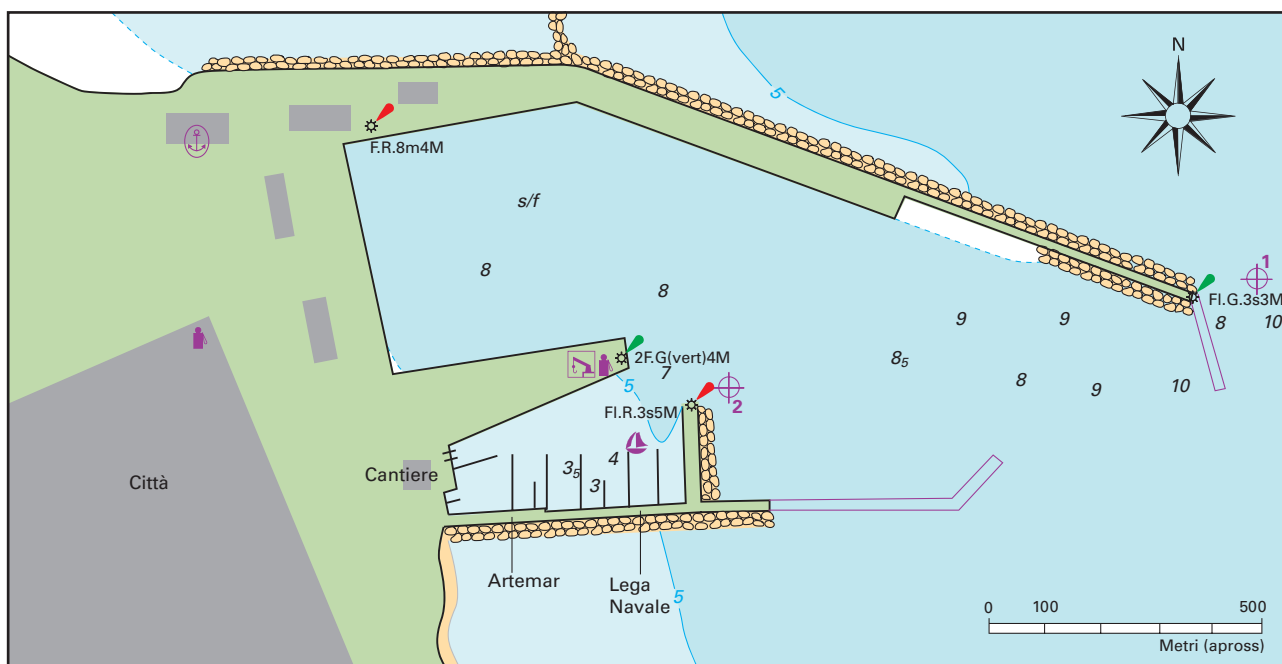 5
N
F.R.8m4M
s/f
1
8
8
9
9
Fl.G.3s3M
8
10
2F.G(vert)4M
8₅
7
5
8
9
10
2
Fl.R.3s5M
4
3₅
3
Cantiere
Città
Artemar
Lega
Navale
5
0 100 500
Metri (appross)